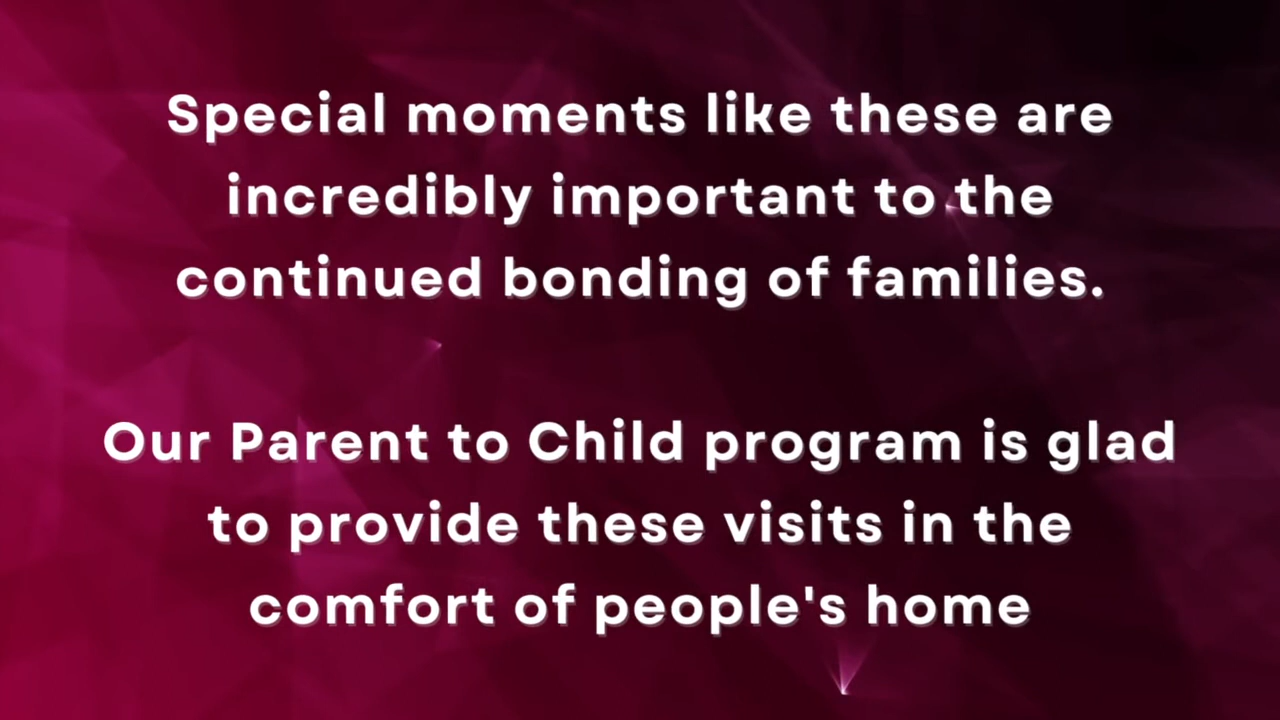 Special moments like these are
incredibly important to the
continued bonding of families.
Our Parent to Child program is glad
to provide these visits in the
comfort of people's home